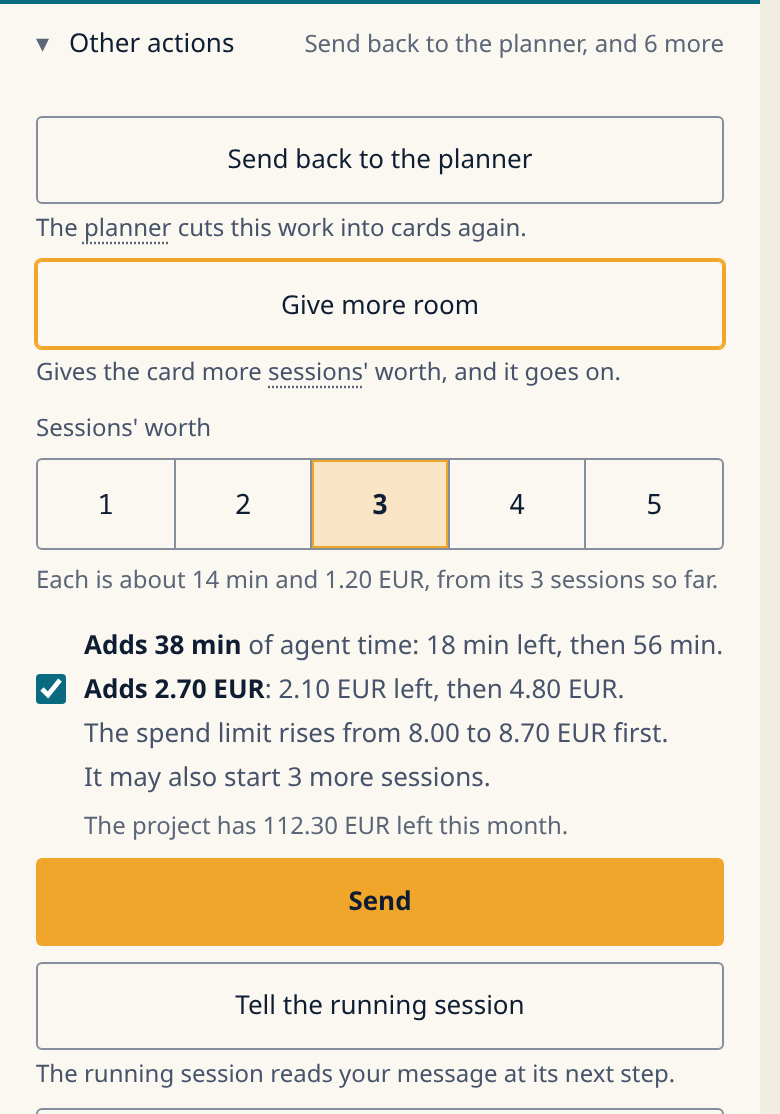 ▼ Other actions Send back to the planner, and 6 more
Send back to the planner
The planner cuts this work into cards again.
Give more room
Gives the card more sessions' worth, and it goes on.
Sessions' worth
1 2 3 4 5
Each is about 14 min and 1.20 EUR, from its 3 sessions so far.
Adds 38 min of agent time: 18 min left, then 56 min.
Adds 2.70 EUR: 2.10 EUR left, then 4.80 EUR.
The spend limit rises from 8.00 to 8.70 EUR first.
It may also start 3 more sessions.
The project has 112.30 EUR left this month.
Send
Tell the running session
The running session reads your message at its next step.